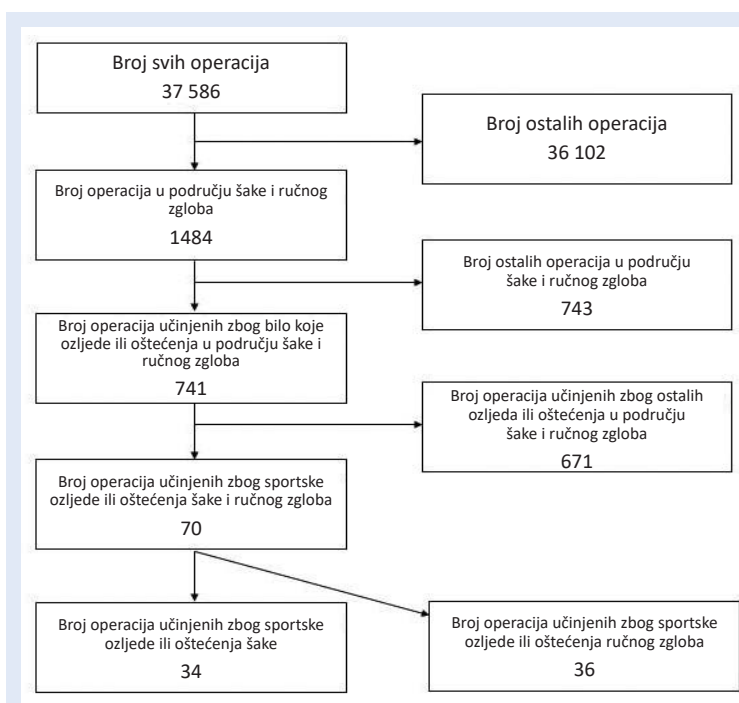 Broj svih operacija
37 586
Broj ostalih operacija
36 102
Broj operacija u području šake i ručnog
zgloba
1484
Broj ostalih operacija u području
šake i ručnog zgloba
743
Broj operacija učinjenih zbog bilo koje
ozljede ili oštećenja u području šake i
ručnog zgloba
741
Broj operacija učinjenih zbog ostalih
ozljeda ili oštećenja u području
šake i ručnog zgloba
671
Broj operacija učinjenih zbog sportske
ozljede ili oštećenja šake i ručnog zgloba
70
Broj operacija učinjenih zbog sportske
ozljede ili oštećenja šake
34
Broj operacija učinjenih zbog sportske
ozljede ili oštećenja ručnog zgloba
36